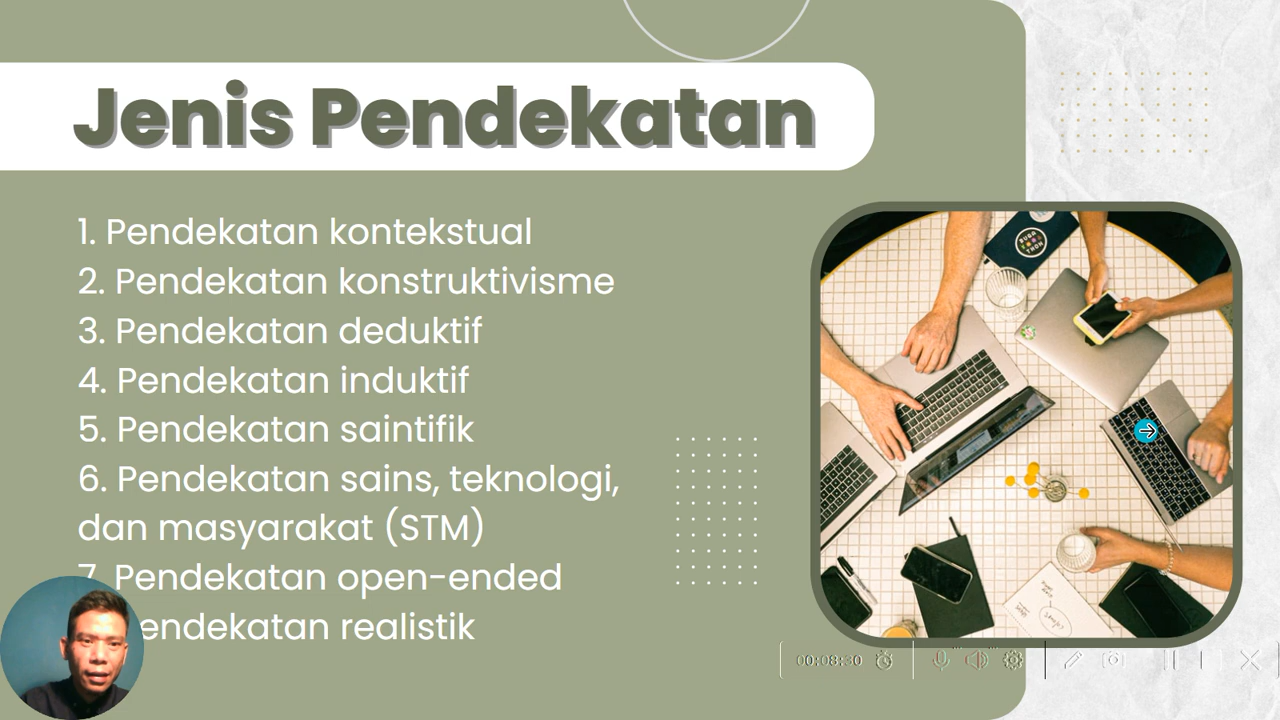 Jenis Pendekatan
1. Pendekatan kontekstual
2. Pendekatan konstruktivisme
3. Pendekatan deduktif
4. Pendekatan induktif
5. Pendekatan saintifik
6. Pendekatan sains, teknologi,
dan masyarakat (STM)
7. Pendekatan open-ended
endekatan realistik
00:08:30